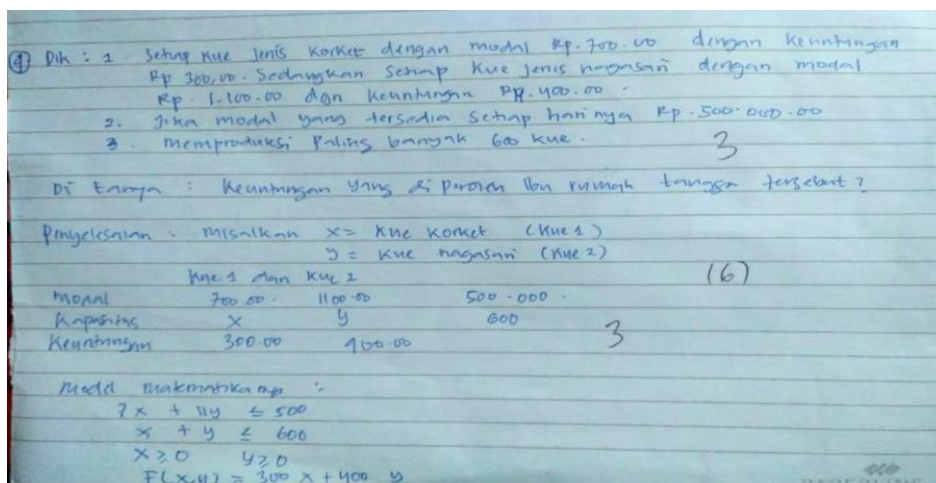 ④ Dik : 1. Setiap kue jenis korket dengan modal Rp. 700.00 dengan keuntungan
Rp 300,00. Sedangkan setiap kue jenis nagasari dengan modal
Rp. 1.100.00 dan keuntungan Rp. 400.00.
2. Jika modal yang tersedia setiap harinya Rp. 500.000.00
3. memproduksi Paling banyak 600 kue.
3
Di tanya : Keuntungan yang di peroleh ibu rumah tangga tersebut?
Penyelesaian : misalkan x = kue korket (kue 1)
y = kue nagasari (kue 2)
kue 1 dan kue 2
(6)
Modal 700.00. 1100.00 500.000.
Kapasitas x y 600
3
Keuntungan 300.00 400.00
Model matematika :
7x + 11y ≤ 500
x + y ≤ 600
x ≥ 0 y ≥ 0
F(x,y) = 300 x + 400 y